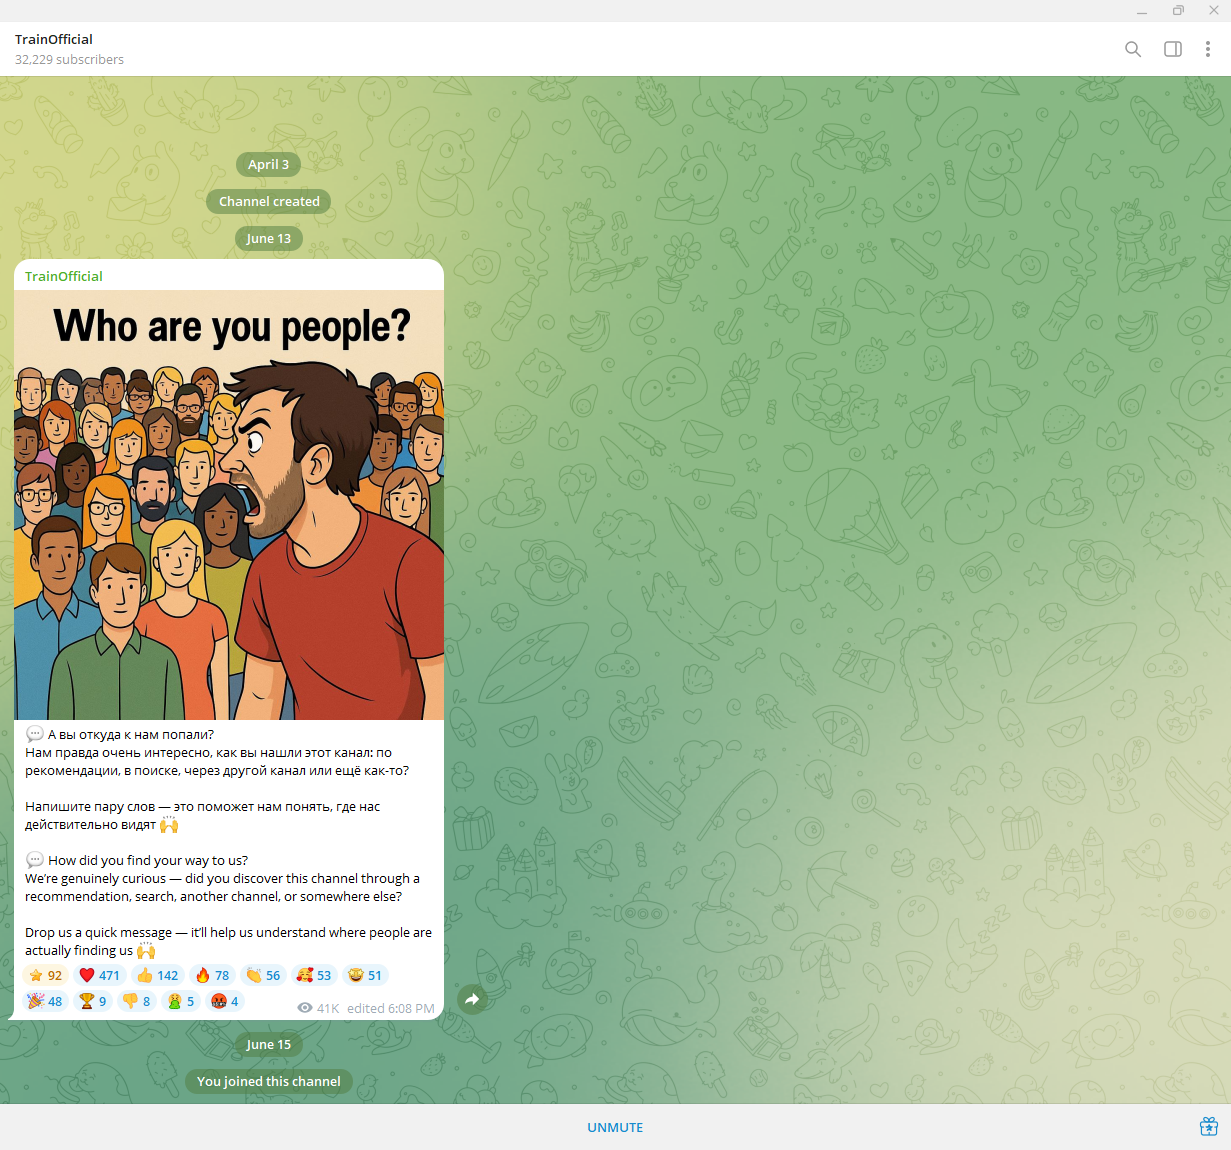 TrainOfficial
32,229 subscribers
April 3
Channel created
June 13
TrainOfficial
Who are you people?
💬 А вы откуда к нам попали?
Нам правда очень интересно, как вы нашли этот канал: по
рекомендации, в поиске, через другой канал или ещё как-то?
Напишите пару слов — это поможет нам понять, где нас
действительно видят 🙌
💬 How did you find your way to us?
We're genuinely curious — did you discover this channel through a
recommendation, search, another channel, or somewhere else?
Drop us a quick message — it'll help us understand where people are
actually finding us 🙌
⭐ 92 ❤️ 471 👍 142 🔥 78 👏 56 🥰 53 🤩 51
🎉 48 🏆 9 👎 8 🤮 5 🤬 4
41K edited 6:08 PM
June 15
You joined this channel
UNMUTE